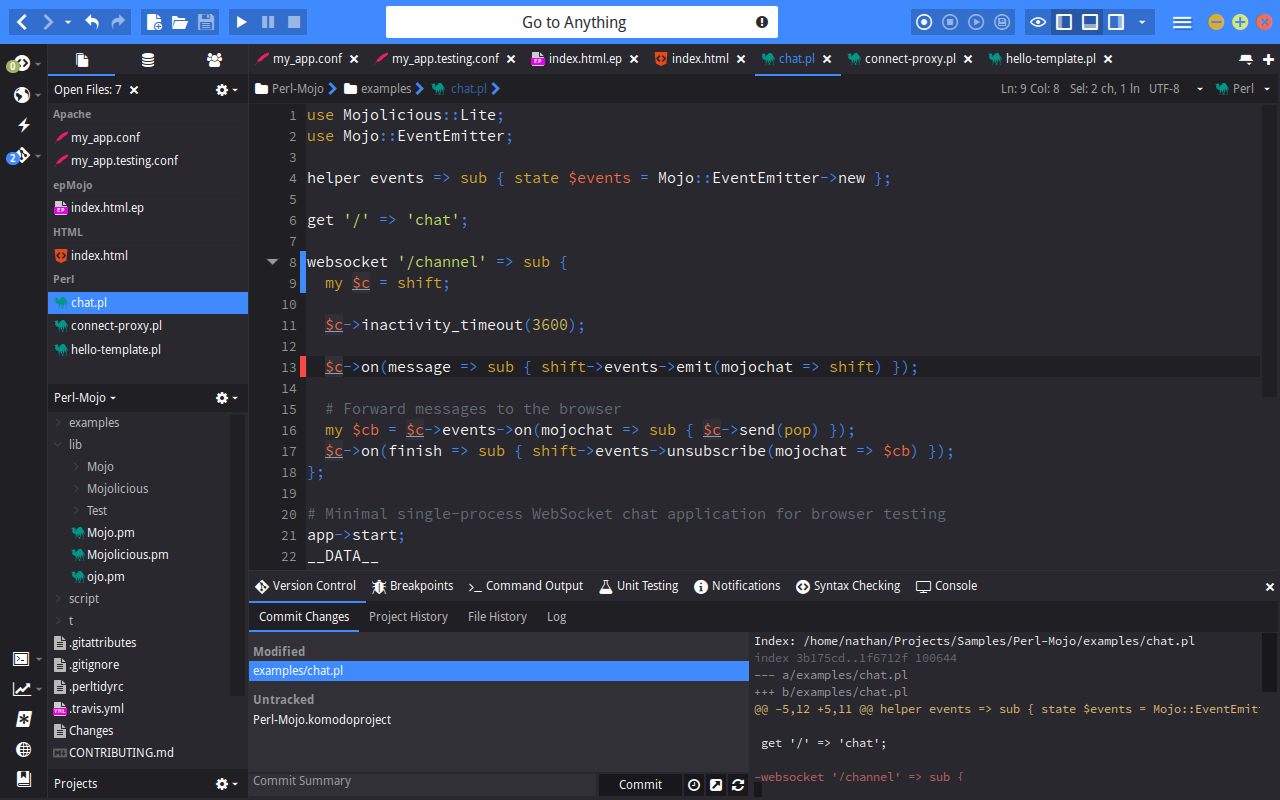 Go to Anything
0
2
Open Files: 7
Apache
my_app.conf
my_app.testing.conf
epMojo
index.html.ep
HTML
index.html
Perl
chat.pl
connect-proxy.pl
hello-template.pl
Perl-Mojo
examples
lib
Mojo
Mojolicious
Test
Mojo.pm
Mojolicious.pm
ojo.pm
script
t
.gitattributes
.gitignore
.perltidyrc
.travis.yml
Changes
CONTRIBUTING.md
Projects
my_app.conf my_app.testing.conf index.html.ep index.html chat.pl connect-proxy.pl hello-template.pl
Perl-Mojo examples chat.pl Ln: 9 Col: 8 Sel: 2 ch, 1 ln UTF-8 Perl
1 use Mojolicious::Lite;
2 use Mojo::EventEmitter;
3
4 helper events => sub { state $events = Mojo::EventEmitter->new };
5
6 get '/' => 'chat';
7
8 websocket '/channel' => sub {
9 my $c = shift;
10
11 $c->inactivity_timeout(3600);
12
13 $c->on(message => sub { shift->events->emit(mojochat => shift) });
14
15 # Forward messages to the browser
16 my $cb = $c->events->on(mojochat => sub { $c->send(pop) });
17 $c->on(finish => sub { shift->events->unsubscribe(mojochat => $cb) });
18 };
19
20 # Minimal single-process WebSocket chat application for browser testing
21 app->start;
22 __DATA__
Version Control Breakpoints Command Output Unit Testing Notifications Syntax Checking Console
Commit Changes Project History File History Log
Modified
examples/chat.pl
Untracked
Perl-Mojo.komodoproject
Commit Summary Commit
Index: /home/nathan/Projects/Samples/Perl-Mojo/examples/chat.pl
index 3b175cd..1f6712f 100644
--- a/examples/chat.pl
+++ b/examples/chat.pl
@@ -5,12 +5,11 @@ helper events => sub { state $events = Mojo::EventEmitt
get '/' => 'chat';
-websocket '/channel' => sub {